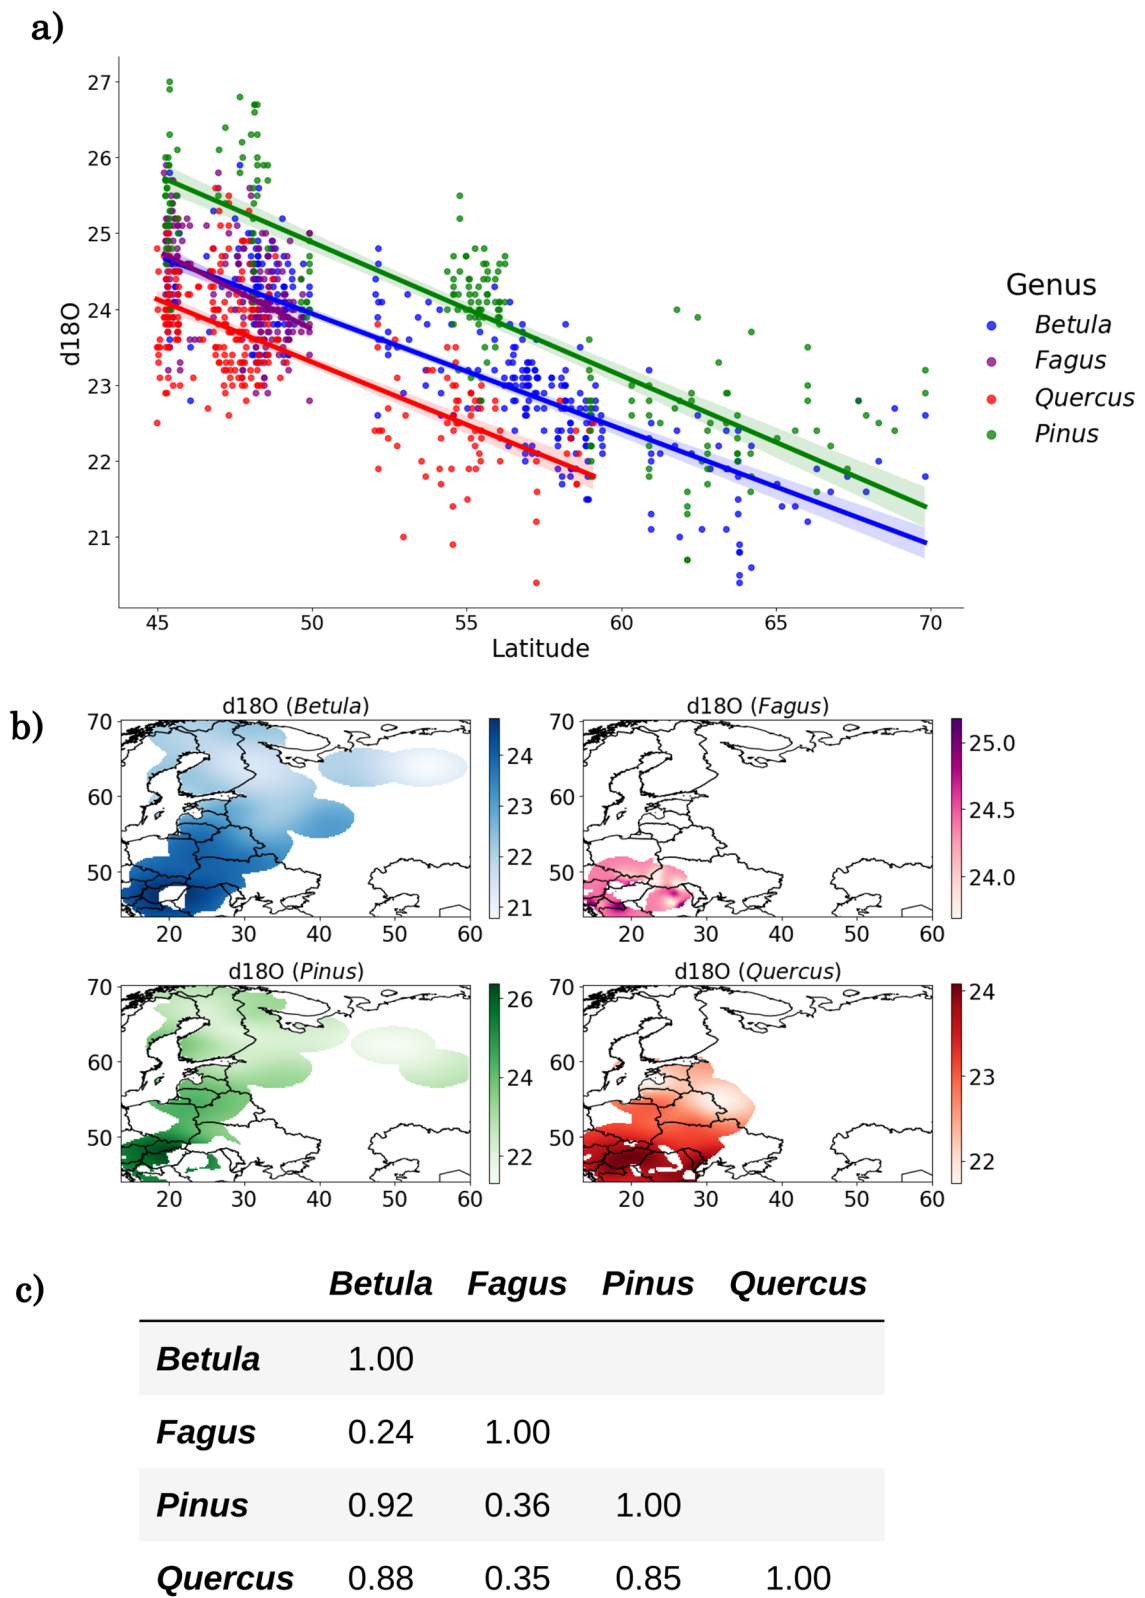 a)
27
26
25
24
23
22
21
d18O
45 50 55 60 65 70
Latitude
Genus
Betula
Fagus
Quercus
Pinus
b)
d18O (Betula)
70
60
50
20 30 40 50 60
24
23
22
21
d18O (Fagus)
70
60
50
20 30 40 50 60
25.0
24.5
24.0
d18O (Pinus)
70
60
50
20 30 40 50 60
26
24
22
d18O (Quercus)
70
60
50
20 30 40 50 60
24
23
22
c)
Betula Fagus Pinus Quercus
Betula 1.00
Fagus 0.24 1.00
Pinus 0.92 0.36 1.00
Quercus 0.88 0.35 0.85 1.00